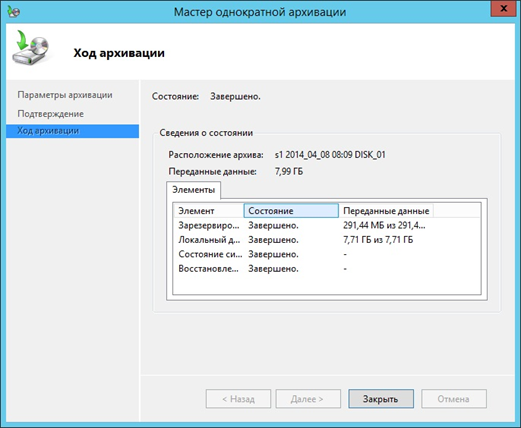 Мастер однократной архивации
x
Ход архивации
Параметры архивации
Подтверждение
Ход архивации
Состояние: Завершено.
Сведения о состоянии
Расположение архива: s1 2014_04_08 08:09 DISK_01
Переданные данные: 7,99 ГБ
Элементы
Элемент Состояние Переданные данные
Зарезервиро... Завершено. 291,44 МБ из 291,4...
Локальный д... Завершено. 7,71 ГБ из 7,71 ГБ
Состояние си... Завершено. -
Восстановле... Завершено. -
< Назад Далее > Закрыть Отмена